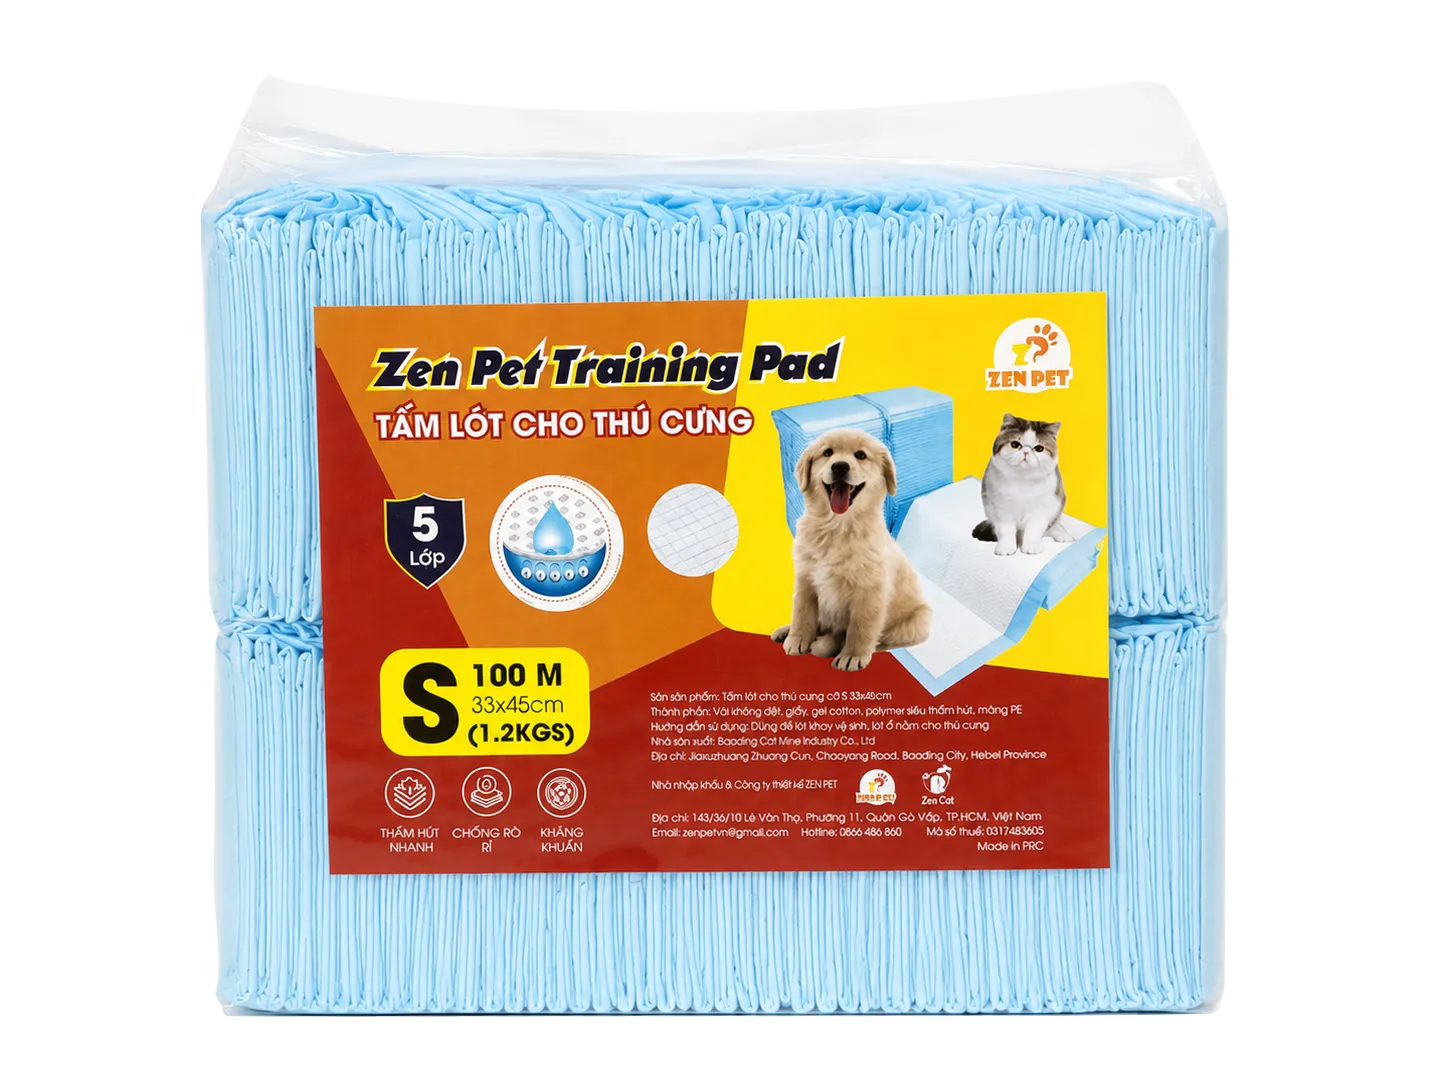 Zen Pet Training Pad
TẤM LÓT CHO THÚ CƯNG
ZEN PET
5
Lớp
S
100 M
33x45cm
(1.2KGS)
THẤM HÚT
NHANH
CHỐNG RÒ
RỈ
KHÁNG
KHUẨN
Sản sản phẩm: Tấm lót cho thú cưng cỡ S 33x45cm
Thành phần: Vải không dệt, giấy, gel cotton, polymer siêu thấm hút, màng PE
Hướng dẫn sử dụng: Dùng để lót khay vệ sinh, lót ổ nằm cho thú cưng
Nhà sản xuất: Baoding Cat Mine Industry Co., Ltd
Địa chỉ: Jiaxuzhuang Zhuang Cun, Chaoyang Road, Baoding City, Hebei Province
Nhà nhập khẩu & Công ty thiết kế ZEN PET
Zen Cat
Địa chỉ: 143/36/10 Lê Văn Thọ, Phường 11, Quận Gò Vấp, TP.HCM, Việt Nam
Email: zenpetvn@gmail.com Hotline: 0866 486 860 Mã số thuế: 0317483605
Made in PRC